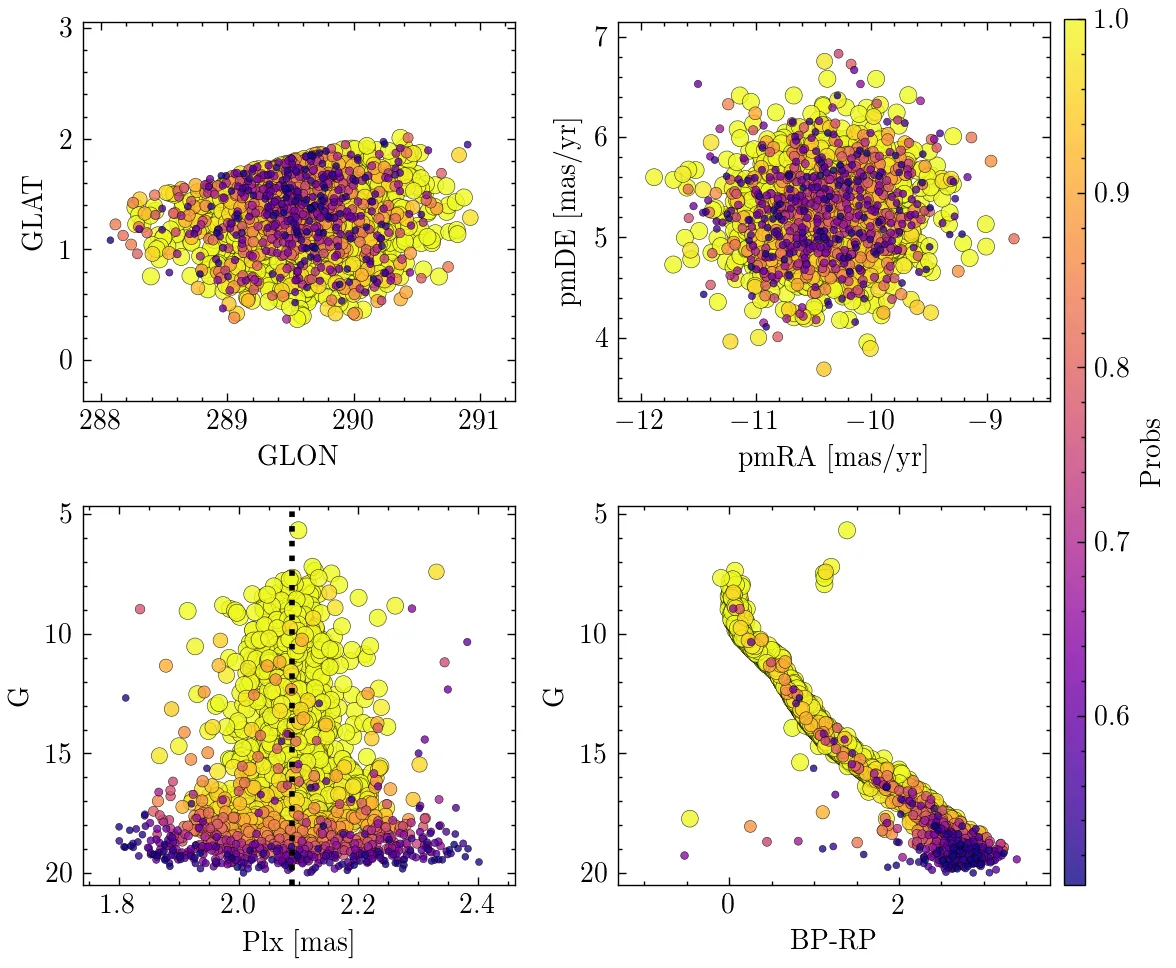 3
2
1
0
GLAT
288 289 290 291
GLON
7
6
5
4
pmDE [mas/yr]
−12 −11 −10 −9
pmRA [mas/yr]
5
10
15
20
G
1.8 2.0 2.2 2.4
Plx [mas]
5
10
15
20
G
0 2
BP-RP
1.0
0.9
0.8
0.7
0.6
Probs